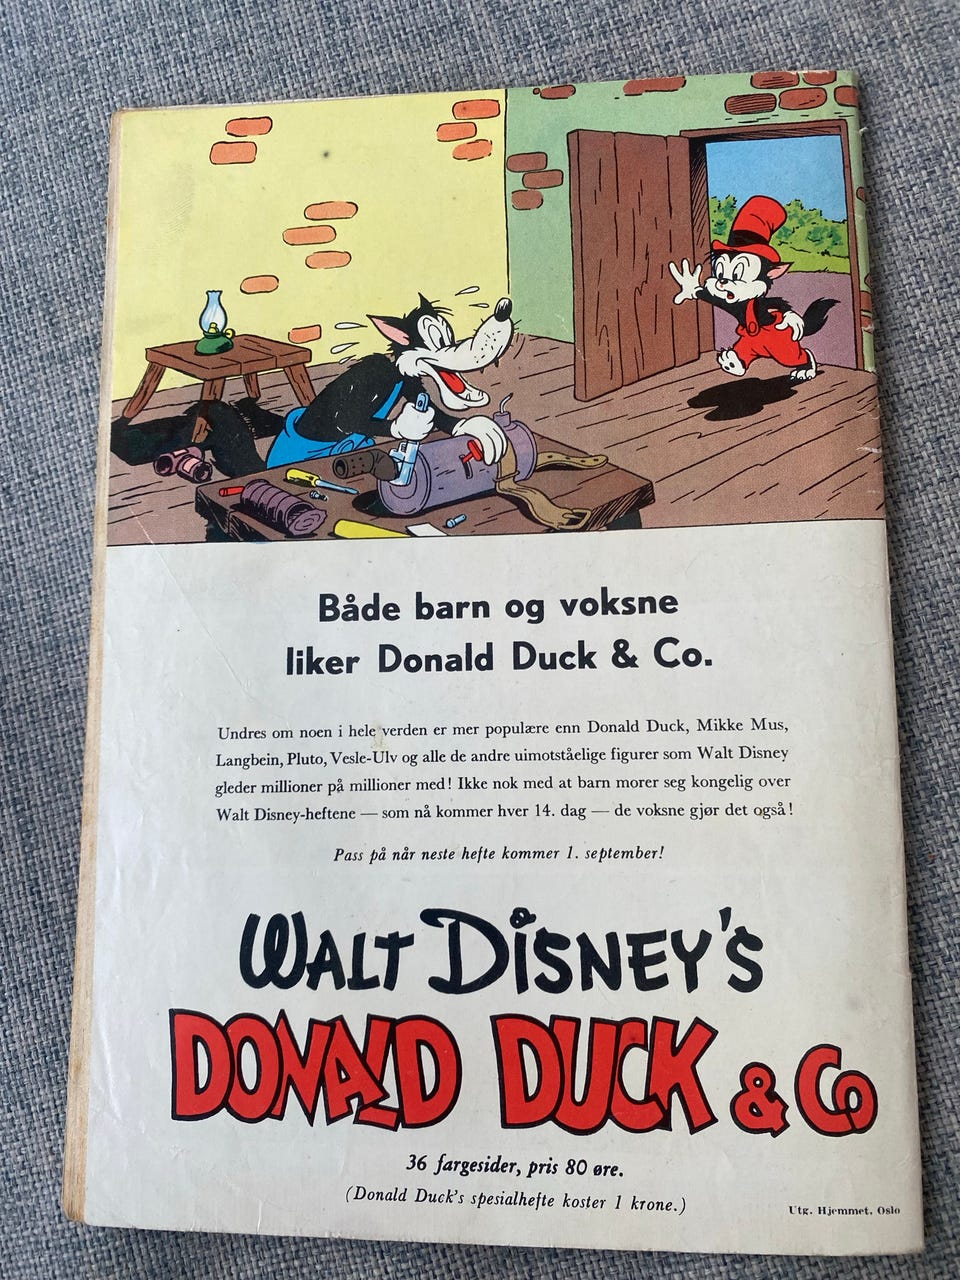 Både barn og voksne
liker Donald Duck & Co.
Undres om noen i hele verden er mer populære enn Donald Duck, Mikke Mus,
Langbein, Pluto, Vesle-Ulv og alle de andre uimotståelige figurer som Walt Disney
gleder millioner på millioner med! Ikke nok med at barn morer seg kongelig over
Walt Disney-heftene — som nå kommer hver 14. dag — de voksne gjør det også!
Pass på når neste hefte kommer 1. september!
WALT DISNEY'S
DONALD DUCK & Co
36 fargesider, pris 80 øre.
(Donald Duck's spesialhefte koster 1 krone.)
Utg. Hjemmet, Oslo